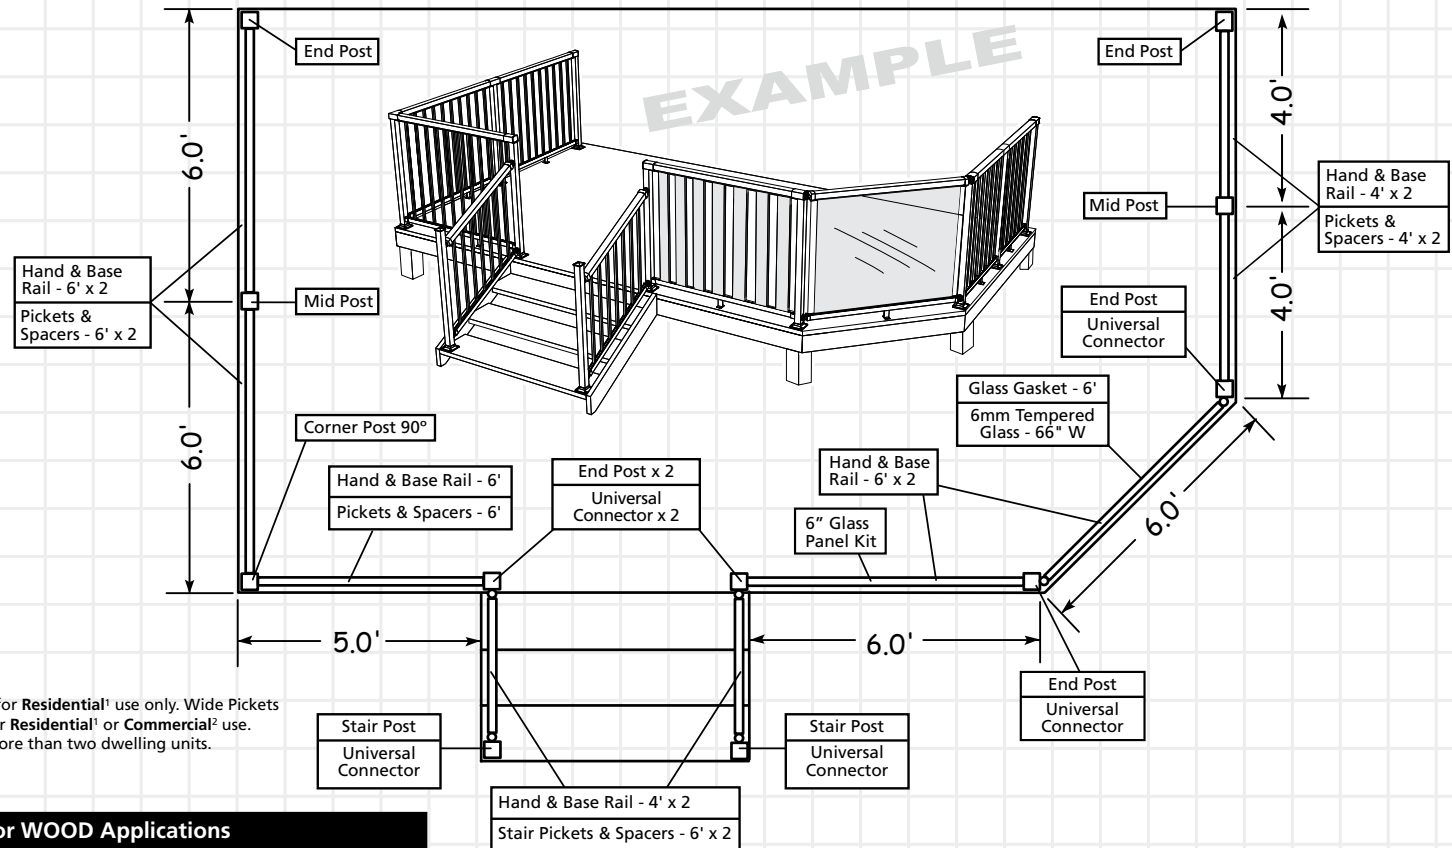 EXAMPLE
End Post
End Post
6.0'
4.0'
Hand & Base
Rail - 4' x 2
Pickets &
Spacers - 4' x 2
Mid Post
Hand & Base
Rail - 6' x 2
Pickets &
Spacers - 6' x 2
Mid Post
End Post
Universal
Connector
4.0'
Glass Gasket - 6'
6mm Tempered
Glass - 66" W
6.0'
Corner Post 90º
Hand & Base Rail - 6'
Pickets & Spacers - 6'
End Post x 2
Universal
Connector x 2
Hand & Base
Rail - 6' x 2
6” Glass
Panel Kit
6.0'
5.0'
6.0'
End Post
Universal
Connector
for Residential¹ use only. Wide Pickets
r Residential¹ or Commercial² use.
ore than two dwelling units.
Stair Post
Universal
Connector
Stair Post
Universal
Connector
Hand & Base Rail - 4' x 2
Stair Pickets & Spacers - 6' x 2
or WOOD Applications